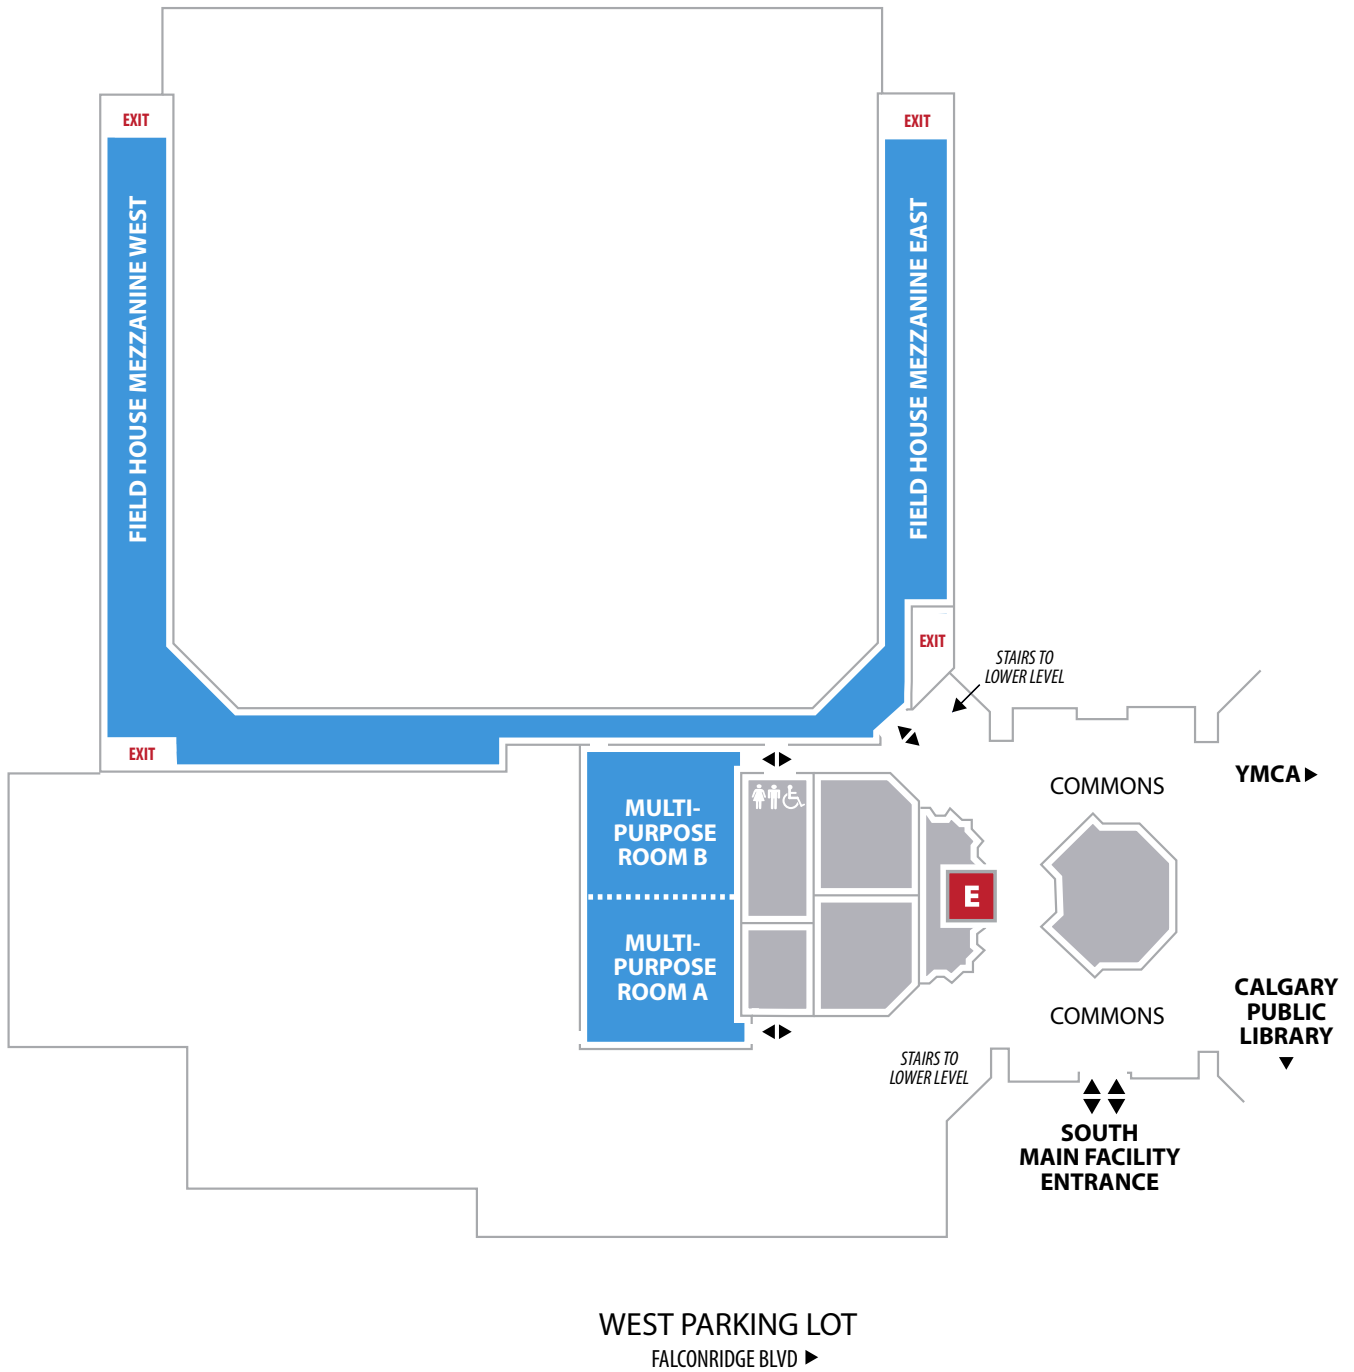 EXIT
EXIT
FIELD HOUSE MEZZANINE WEST
FIELD HOUSE MEZZANINE EAST
EXIT
STAIRS TO
LOWER LEVEL
EXIT
COMMONS
YMCA
MULTI-
PURPOSE
ROOM B
E
MULTI-
PURPOSE
ROOM A
CALGARY
PUBLIC
LIBRARY
COMMONS
STAIRS TO
LOWER LEVEL
SOUTH
MAIN FACILITY
ENTRANCE
WEST PARKING LOT
FALCONRIDGE BLVD